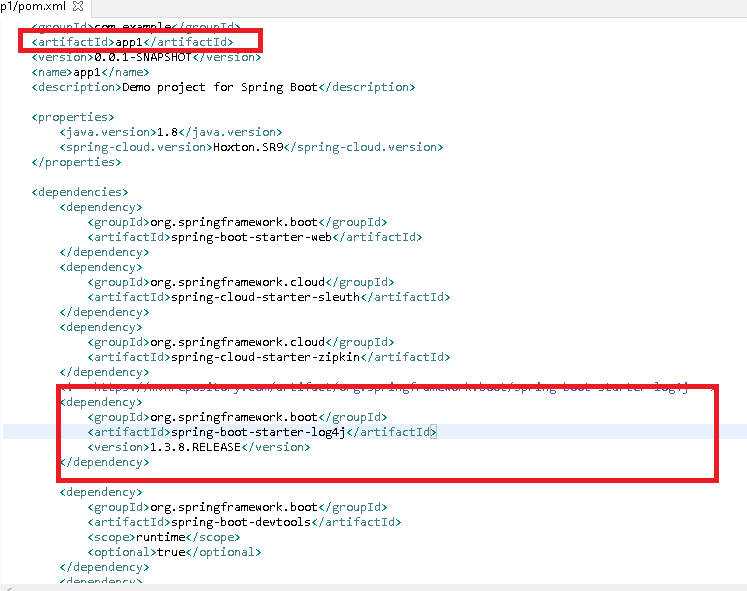 p1/pom.xml
<groupId>com.example</groupId>
<artifactId>app1</artifactId>
<version>0.0.1-SNAPSHOT</version>
<name>app1</name>
<description>Demo project for Spring Boot</description>
<properties>
<java.version>1.8</java.version>
<spring-cloud.version>Hoxton.SR9</spring-cloud.version>
</properties>
<dependencies>
<dependency>
<groupId>org.springframework.boot</groupId>
<artifactId>spring-boot-starter-web</artifactId>
</dependency>
<dependency>
<groupId>org.springframework.cloud</groupId>
<artifactId>spring-cloud-starter-sleuth</artifactId>
</dependency>
<dependency>
<groupId>org.springframework.cloud</groupId>
<artifactId>spring-cloud-starter-zipkin</artifactId>
</dependency>
<!-- https://mvnrepository.com/artifact/org.springframework.boot/spring-boot-starter-log4j -->
<dependency>
<groupId>org.springframework.boot</groupId>
<artifactId>spring-boot-starter-log4j</artifactId>
<version>1.3.8.RELEASE</version>
</dependency>
<dependency>
<groupId>org.springframework.boot</groupId>
<artifactId>spring-boot-devtools</artifactId>
<scope>runtime</scope>
<optional>true</optional>
</dependency>
<dependency>